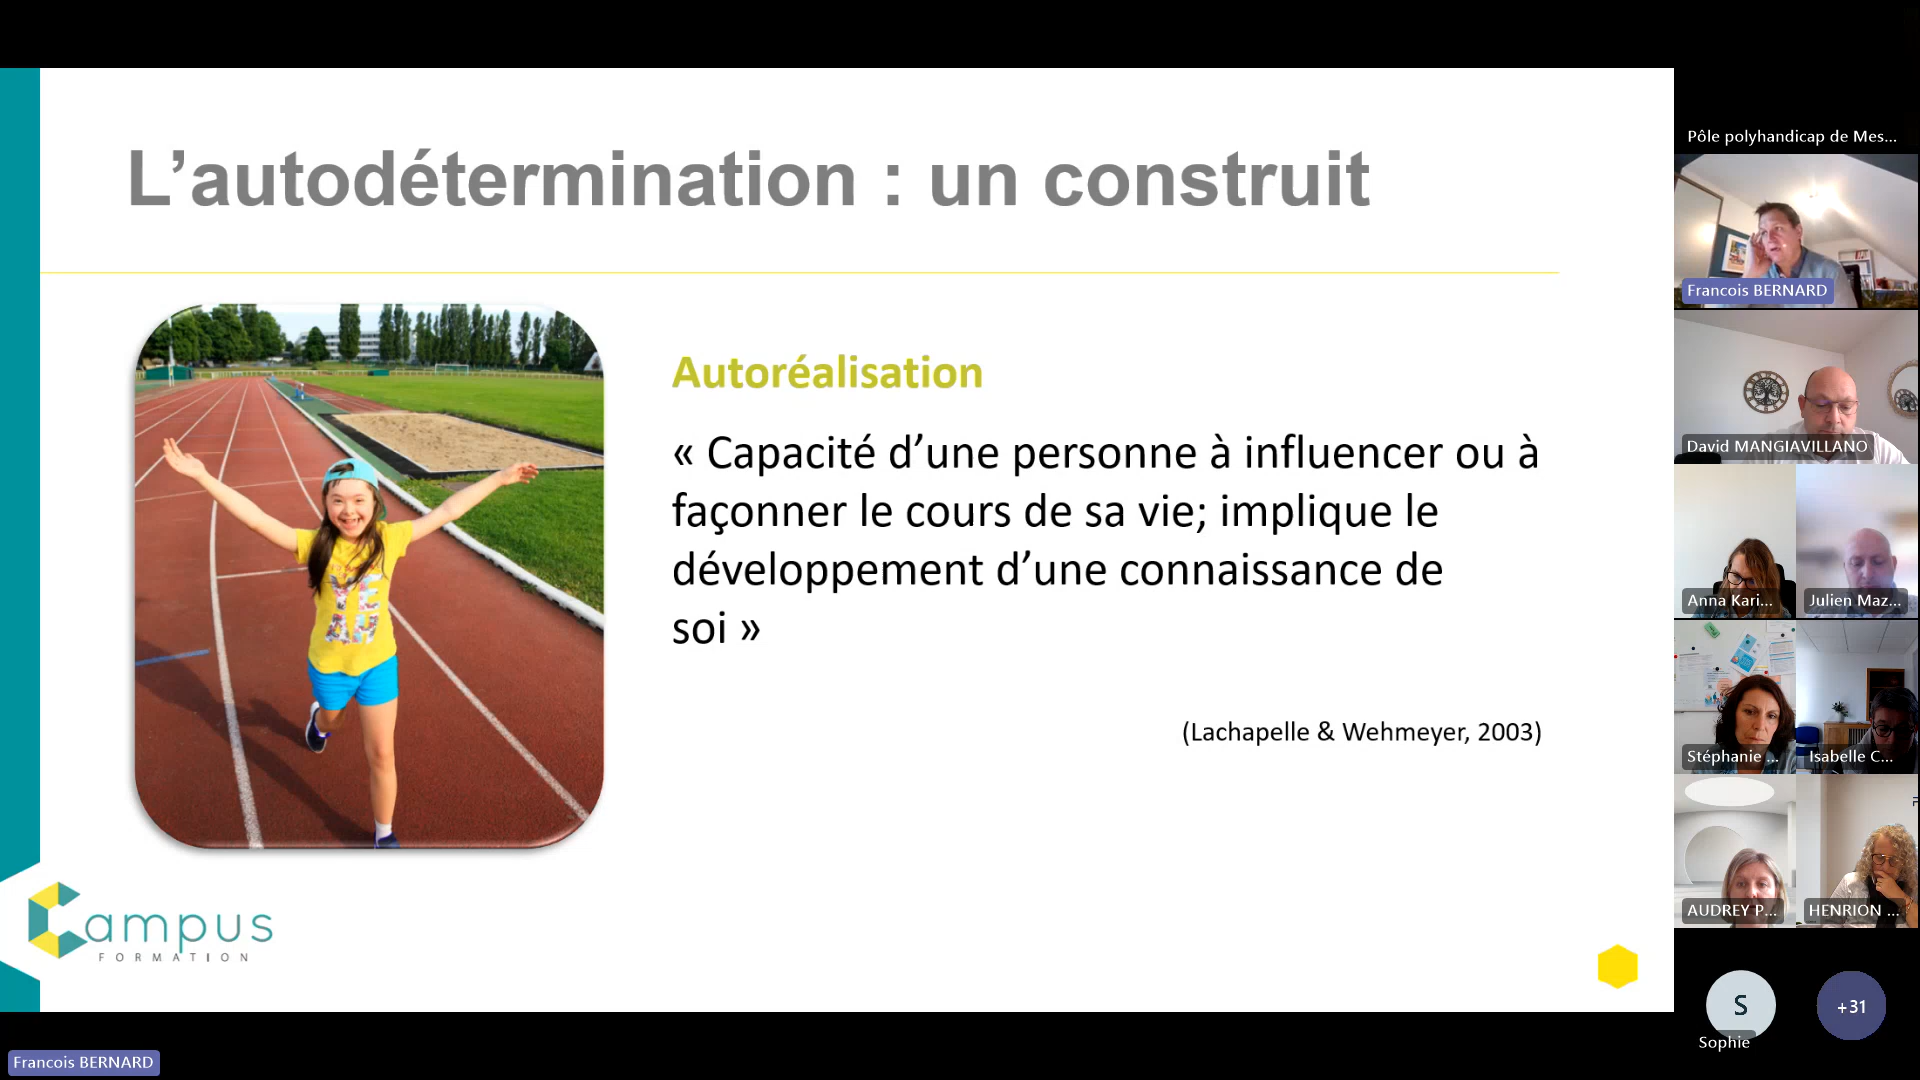 L’autodétermination : un construit
Autoréalisation
« Capacité d’une personne à influencer ou à
façonner le cours de sa vie; implique le
développement d’une connaissance de
soi »
(Lachapelle & Wehmeyer, 2003)
Campus
FORMATION
Francois BERNARD
Pôle polyhandicap de Mes...
Francois BERNARD
David MANGIAVILLANO
Anna Kari...
Julien Maz...
Stéphanie ...
Isabelle C...
AUDREY P...
HENRION ...
S
Sophie
+31